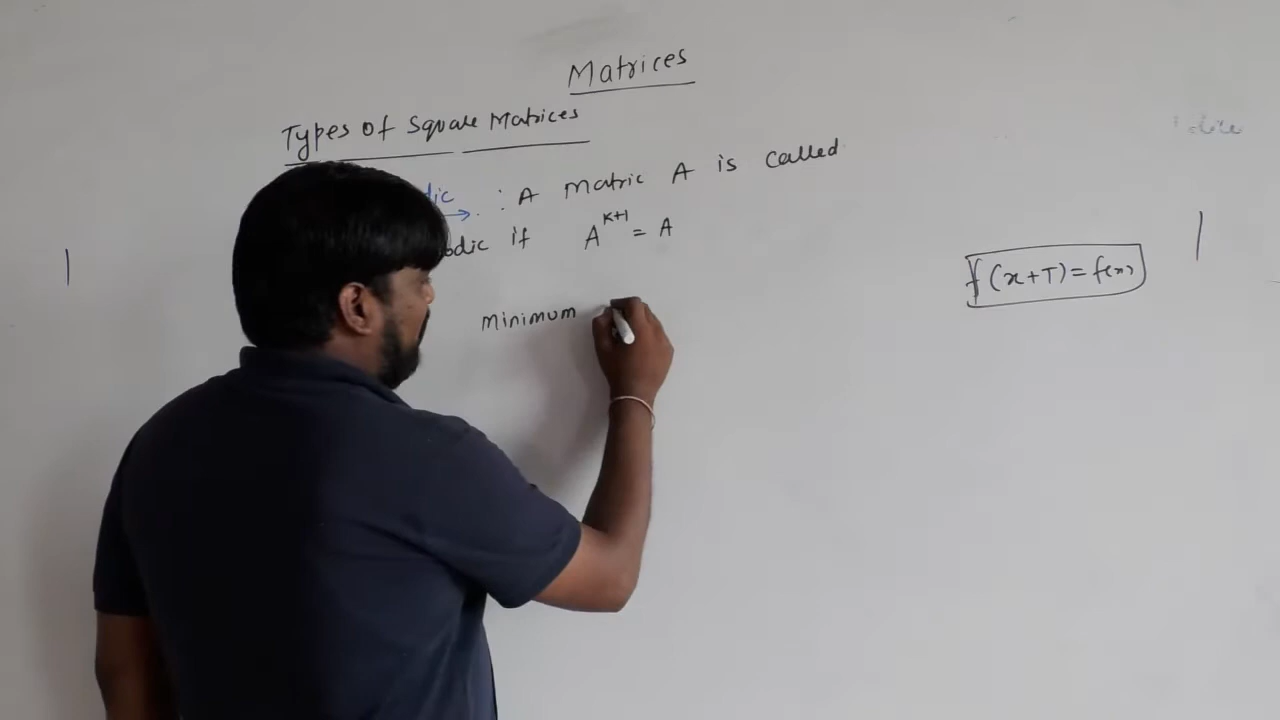 Matrices
Types of Square Matrices
dic : A Matric A is called
odic if A^{K+1} = A
f(x+T) = f(x)
Minimum